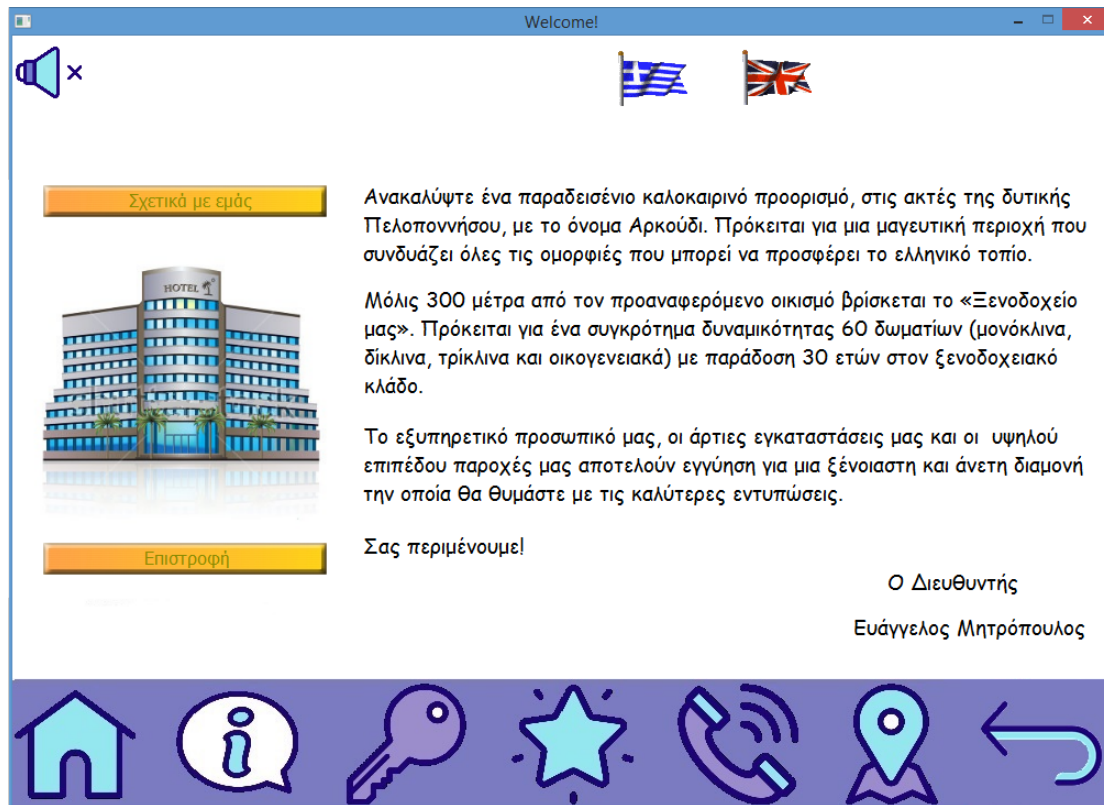 Welcome!
Σχετικά με εμάς
HOTEL
Επιστροφή
Ανακαλύψτε ένα παραδεισένιο καλοκαιρινό προορισμό, στις ακτές της δυτικής
Πελοποννήσου, με το όνομα Αρκούδι. Πρόκειται για μια μαγευτική περιοχή που
συνδυάζει όλες τις ομορφιές που μπορεί να προσφέρει το ελληνικό τοπίο.
Μόλις 300 μέτρα από τον προαναφερόμενο οικισμό βρίσκεται το «Ξενοδοχείο
μας». Πρόκειται για ένα συγκρότημα δυναμικότητας 60 δωματίων (μονόκλινα,
δίκλινα, τρίκλινα και οικογενειακά) με παράδοση 30 ετών στον ξενοδοχειακό
κλάδο.
Το εξυπηρετικό προσωπικό μας, οι άρτιες εγκαταστάσεις μας και οι υψηλού
επιπέδου παροχές μας αποτελούν εγγύηση για μια ξένοιαστη και άνετη διαμονή
την οποία θα θυμάστε με τις καλύτερες εντυπώσεις.
Σας περιμένουμε!
Ο Διευθυντής
Ευάγγελος Μητρόπουλος